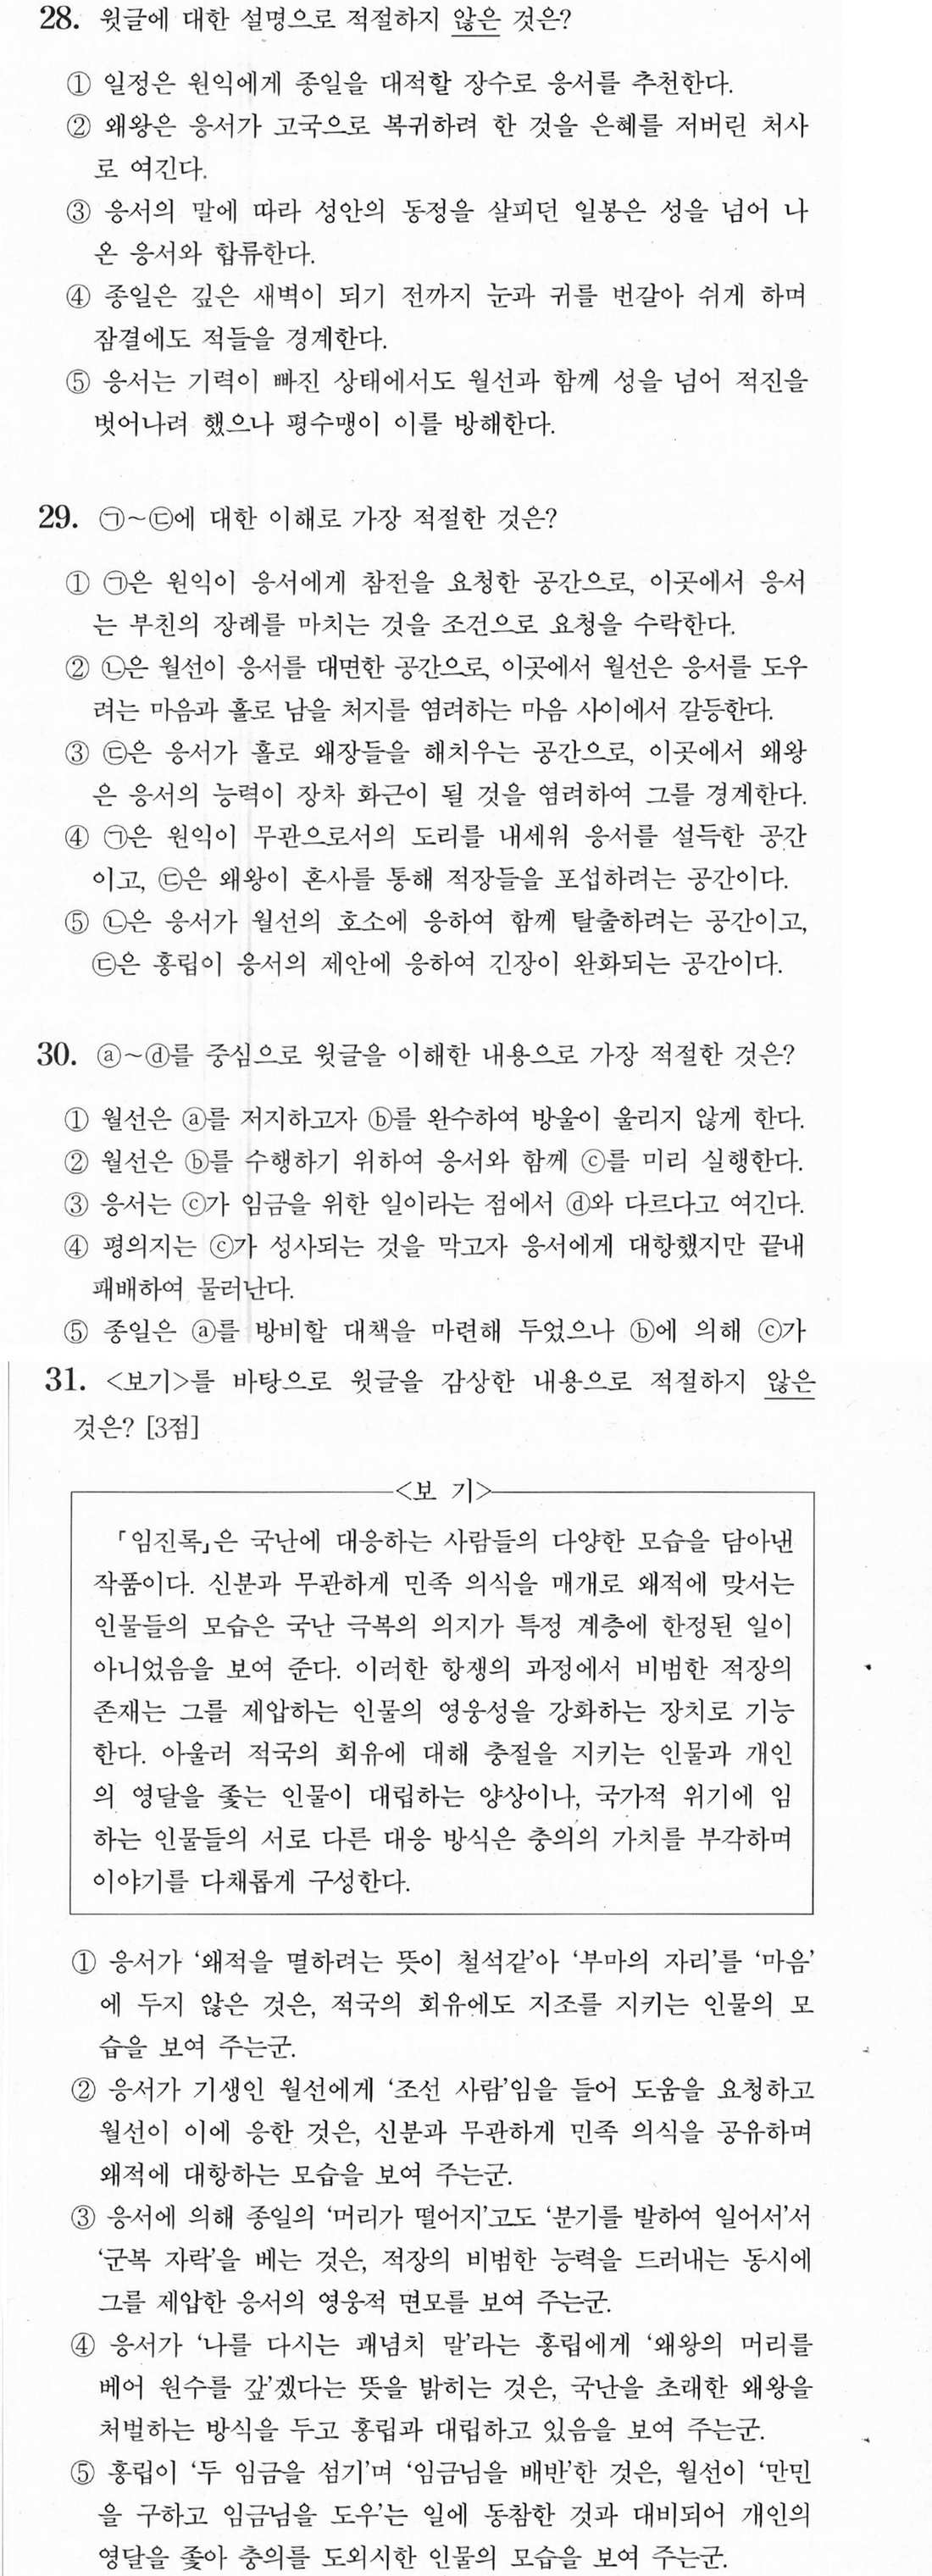 28. 윗글에 대한 설명으로 적절하지 않은 것은?
① 일정은 원익에게 종일을 대적할 장수로 응서를 추천한다.
② 왜왕은 응서가 고국으로 복귀하려 한 것을 은혜를 저버린 처사
로 여긴다.
③ 응서의 말에 따라 성안의 동정을 살피던 일봉은 성을 넘어 나
온 응서와 합류한다.
④ 종일은 깊은 새벽이 되기 전까지 눈과 귀를 번갈아 쉬게 하며
잠결에도 적들을 경계한다.
⑤ 응서는 기력이 빠진 상태에서도 월선과 함께 성을 넘어 적진을
벗어나려 했으나 평수맹이 이를 방해한다.
29. ㉠~㉢에 대한 이해로 가장 적절한 것은?
① ㉠은 원익이 응서에게 참전을 요청한 공간으로, 이곳에서 응서
는 부친의 장례를 마치는 것을 조건으로 요청을 수락한다.
② ㉡은 월선이 응서를 대면한 공간으로, 이곳에서 월선은 응서를 도우
려는 마음과 홀로 남을 처지를 염려하는 마음 사이에서 갈등한다.
③ ㉢은 응서가 홀로 왜장들을 해치우는 공간으로, 이곳에서 왜왕
은 응서의 능력이 장차 화근이 될 것을 염려하여 그를 경계한다.
④ ㉠은 원익이 무관으로서의 도리를 내세워 응서를 설득한 공간
이고, ㉢은 왜왕이 혼사를 통해 적장들을 포섭하려는 공간이다.
⑤ ㉡은 응서가 월선의 호소에 응하여 함께 탈출하려는 공간이고,
㉢은 홍립이 응서의 제안에 응하여 긴장이 완화되는 공간이다.
30. ⓐ~ⓓ를 중심으로 윗글을 이해한 내용으로 가장 적절한 것은?
① 월선은 ⓐ를 저지하고자 ⓑ를 완수하여 방울이 울리지 않게 한다.
② 월선은 ⓑ를 수행하기 위하여 응서와 함께 ⓒ를 미리 실행한다.
③ 응서는 ⓒ가 임금을 위한 일이라는 점에서 ⓓ와 다르다고 여긴다.
④ 평의지는 ⓒ가 성사되는 것을 막고자 응서에게 대항했지만 끝내
패배하여 물러난다.
⑤ 종일은 ⓐ를 방비할 대책을 마련해 두었으나 ⓑ에 의해 ⓒ가
31. <보기>를 바탕으로 윗글을 감상한 내용으로 적절하지 않은
것은? [3점]
<보 기>
「임진록」은 국난에 대응하는 사람들의 다양한 모습을 담아낸
작품이다. 신분과 무관하게 민족 의식을 매개로 왜적에 맞서는
인물들의 모습은 국난 극복의 의지가 특정 계층에 한정된 일이
아니었음을 보여 준다. 이러한 항쟁의 과정에서 비범한 적장의
존재는 그를 제압하는 인물의 영웅성을 강화하는 장치로 기능
한다. 아울러 적국의 회유에 대해 충절을 지키는 인물과 개인
의 영달을 좇는 인물이 대립하는 양상이나, 국가적 위기에 임
하는 인물들의 서로 다른 대응 방식은 충의의 가치를 부각하며
이야기를 다채롭게 구성한다.
① 응서가 '왜적을 멸하려는 뜻이 철석같'아 '부마의 자리'를 '마음'
에 두지 않은 것은, 적국의 회유에도 지조를 지키는 인물의 모
습을 보여 주는군.
② 응서가 기생인 월선에게 '조선 사람'임을 들어 도움을 요청하고
월선이 이에 응한 것은, 신분과 무관하게 민족 의식을 공유하며
왜적에 대항하는 모습을 보여 주는군.
③ 응서에 의해 종일의 '머리가 떨어지'고도 '분기를 발하여 일어서'서
'군복 자락'을 베는 것은, 적장의 비범한 능력을 드러내는 동시에
그를 제압한 응서의 영웅적 면모를 보여 주는군.
④ 응서가 '나를 다시는 괘념치 말'라는 홍립에게 '왜왕의 머리를
베어 원수를 갚'겠다는 뜻을 밝히는 것은, 국난을 초래한 왜왕을
처벌하는 방식을 두고 홍립과 대립하고 있음을 보여 주는군.
⑤ 홍립이 '두 임금을 섬기'며 '임금님을 배반'한 것은, 월선이 '만민
을 구하고 임금님을 도우'는 일에 동참한 것과 대비되어 개인의
영달을 좇아 충의를 도외시한 인물의 모습을 보여 주는군.